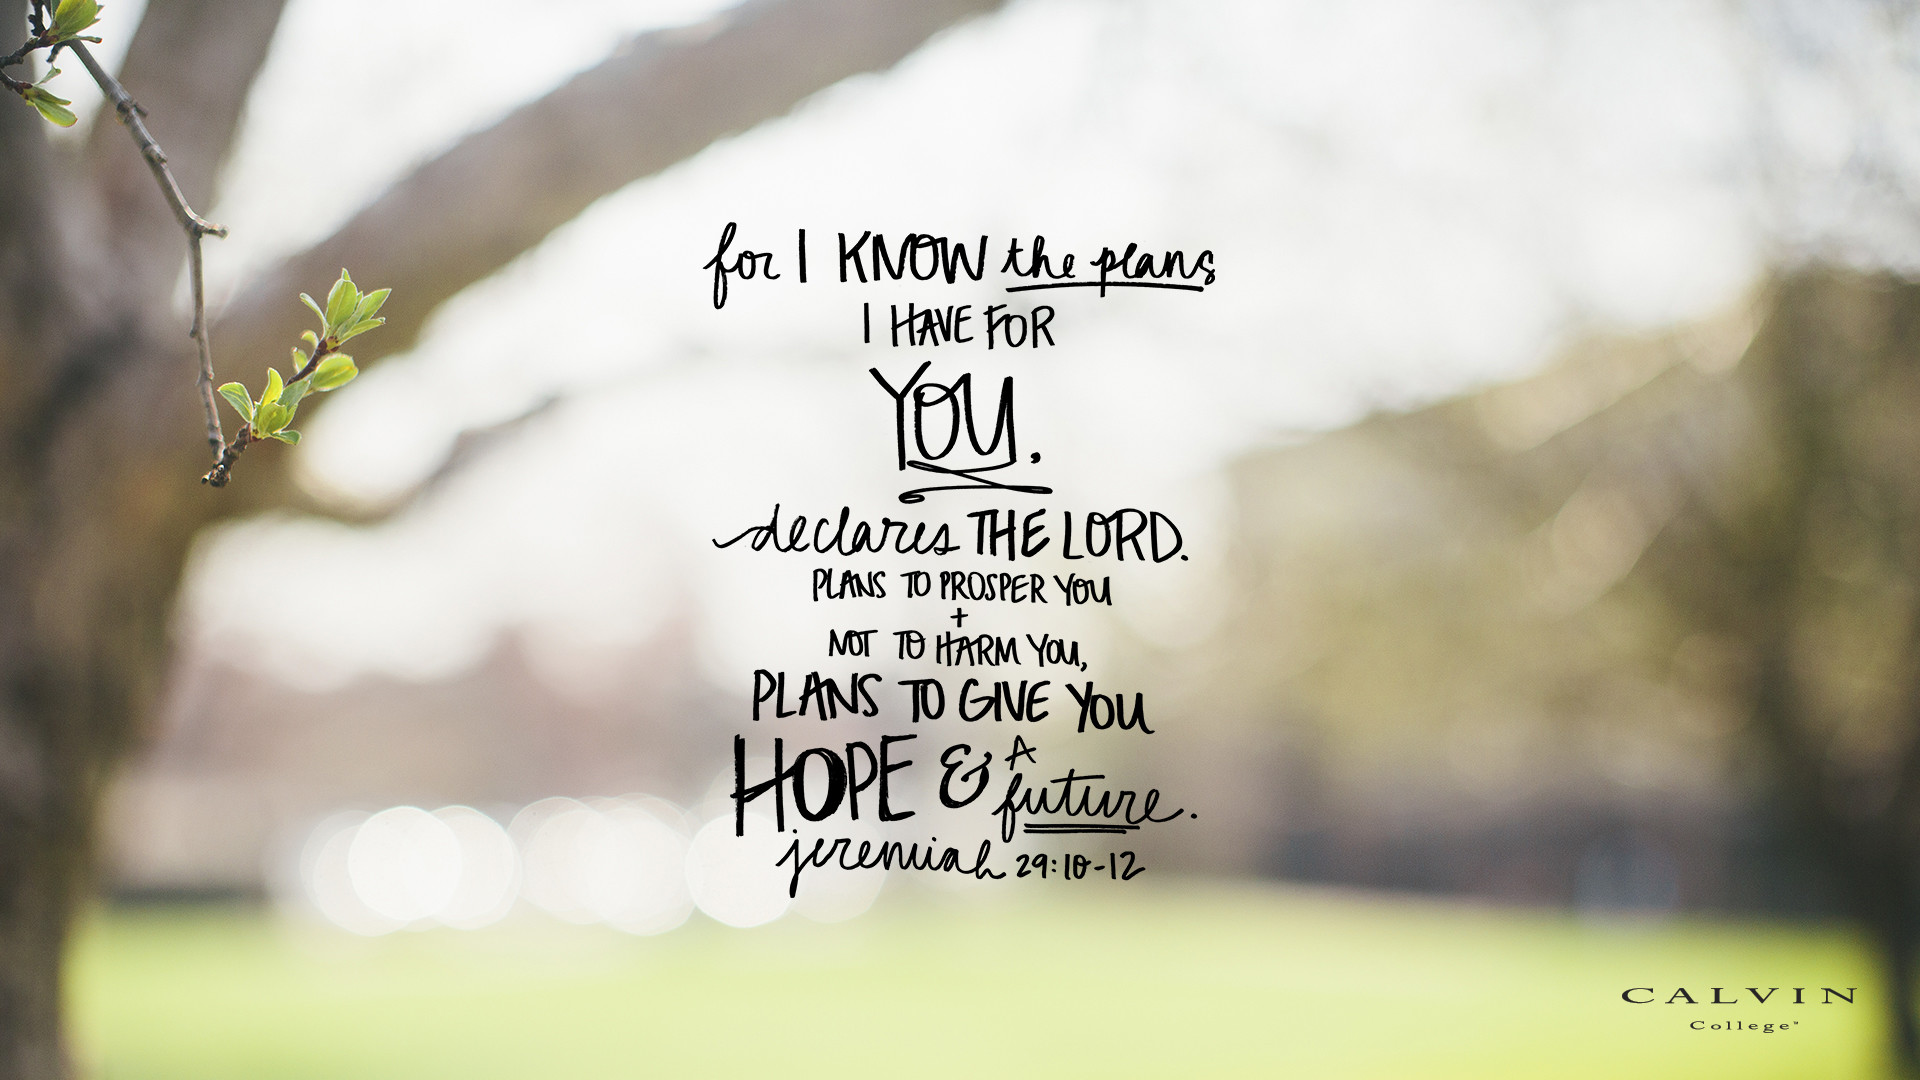 for I KNOW the plans
I HAVE FOR
YOU.
declares THE LORD.
PLANS TO PROSPER YOU
+
NOT TO HARM YOU,
PLANS TO GIVE YOU
HOPE & A future.
jeremiah 29:10-12
CALVIN
College™